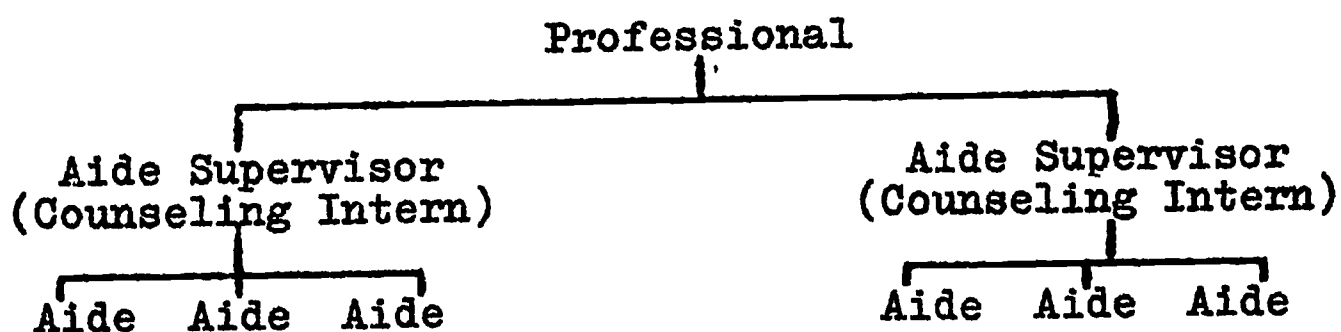 Professional
Aide Supervisor
(Counseling Intern)
Aide Aide Aide
Aide Supervisor
(Counseling Intern)
Aide Aide Aide